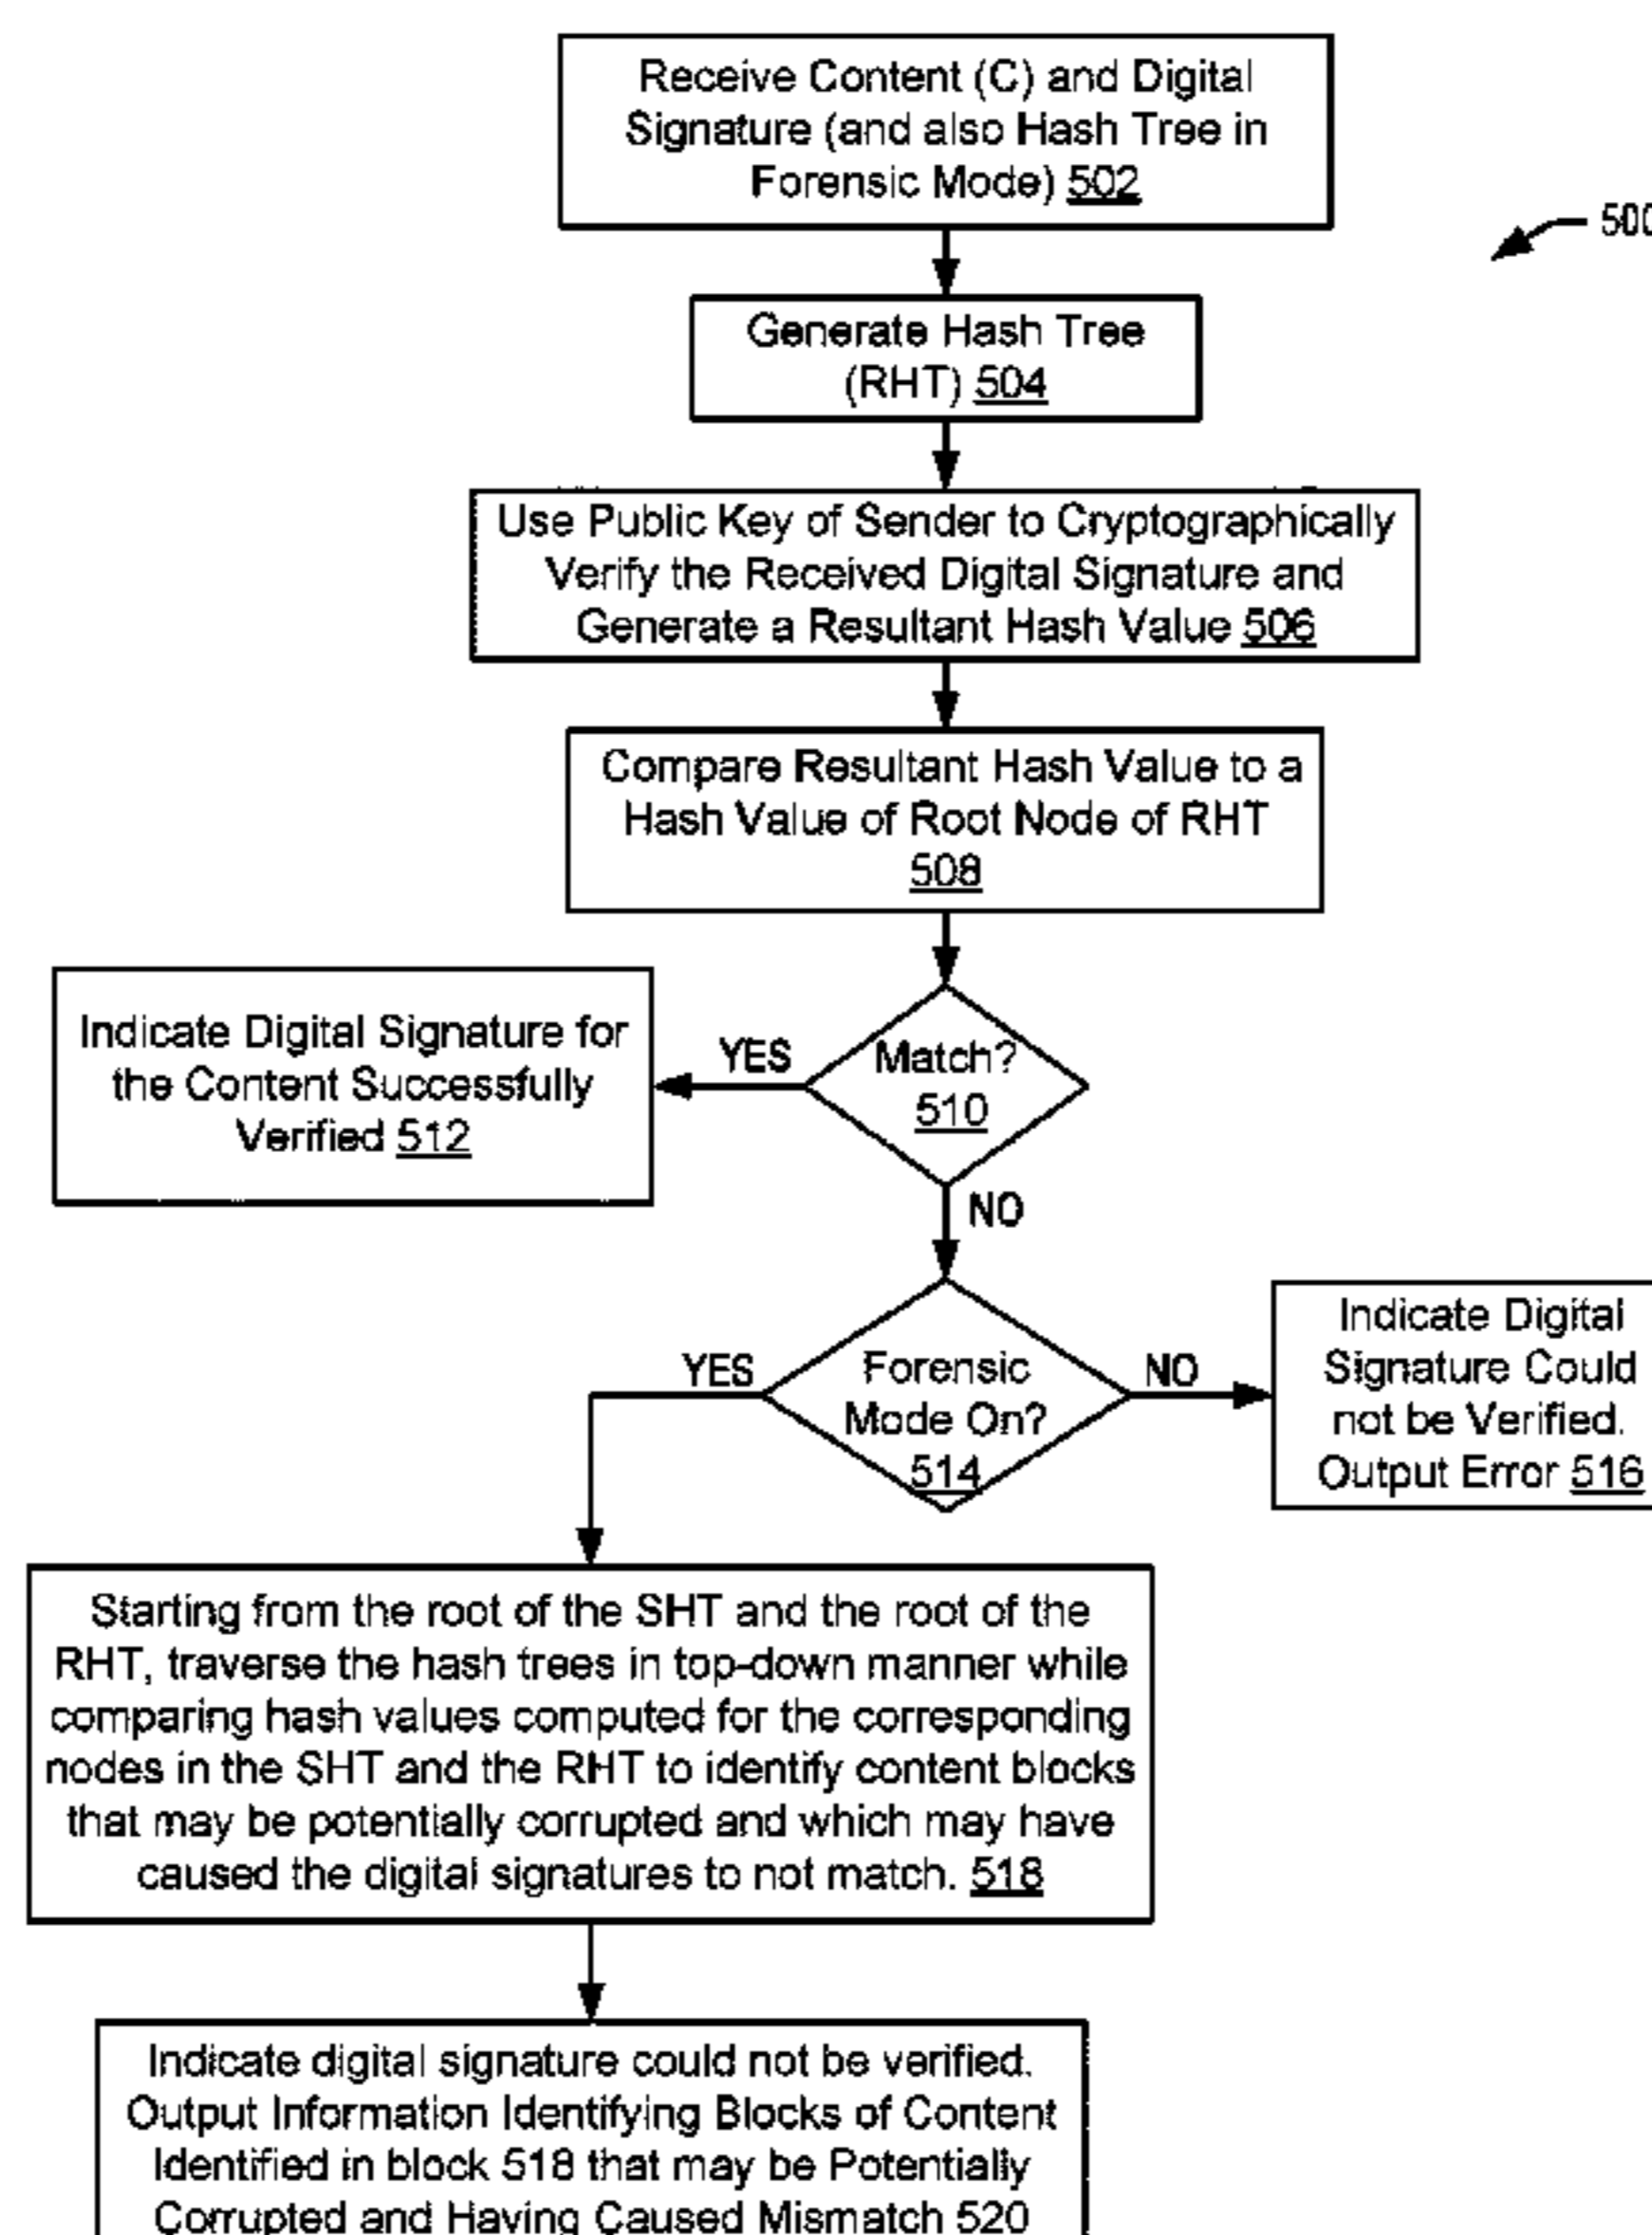 Receive Content (C) and Digital
Signature (and also Hash Tree in
Forensic Mode) 502
500
Generate Hash Tree
(RHT) 504
Use Public Key of Sender to Cryptographically
Verify the Received Digital Signature and
Generate a Resultant Hash Value 506
Compare Resultant Hash Value to a
Hash Value of Root Node of RHT
508
Indicate Digital Signature for
the Content Successfully
Verified 512
YES
Match?
510
NO
YES
Forensic
Mode On?
514
NO
Indicate Digital
Signature Could
not be Verified.
Output Error 516
Starting from the root of the SHT and the root of the
RHT, traverse the hash trees in top-down manner while
comparing hash values computed for the corresponding
nodes in the SHT and the RHT to identify content blocks
that may be potentially corrupted and which may have
caused the digital signatures to not match. 518
Indicate digital signature could not be verified.
Output Information Identifying Blocks of Content
Identified in block 518 that may be Potentially
Corrupted and Having Caused Mismatch 520